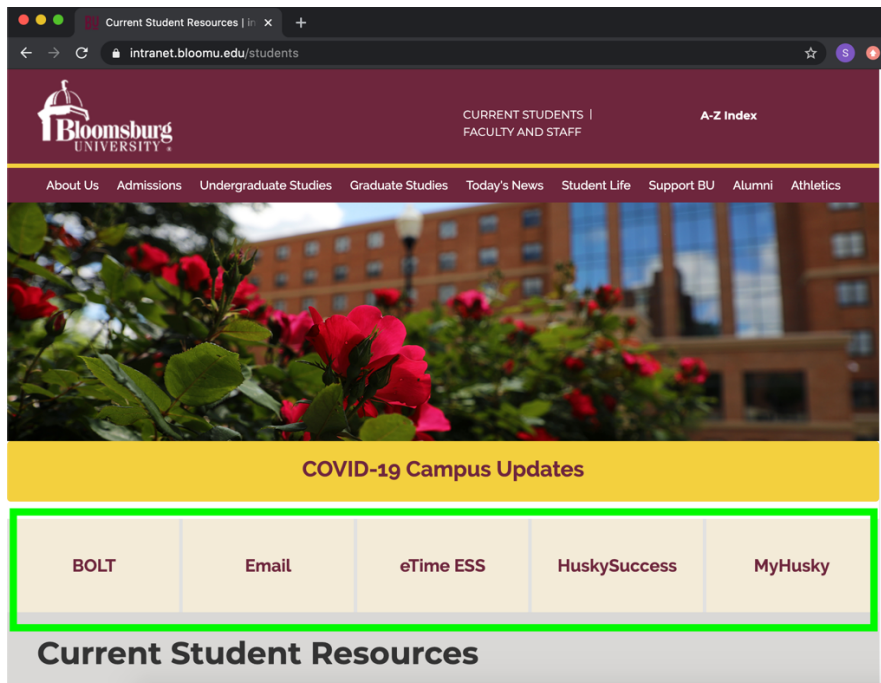 Current Student Resources | in
intranet.bloomu.edu/students
S
Bloomsburg
UNIVERSITY
CURRENT STUDENTS |
FACULTY AND STAFF
A-Z Index
About Us Admissions Undergraduate Studies Graduate Studies Today's News Student Life Support BU Alumni Athletics
COVID-19 Campus Updates
BOLT Email eTime ESS HuskySuccess MyHusky
Current Student Resources